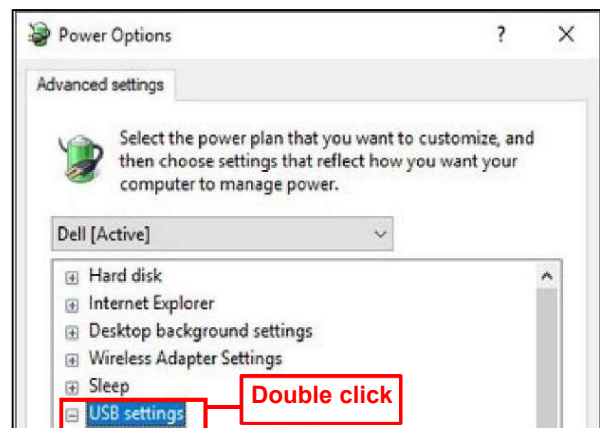 Power Options
Advanced settings
Select the power plan that you want to customize, and
then choose settings that reflect how you want your
computer to manage power.
Dell [Active]
Hard disk
Internet Explorer
Desktop background settings
Wireless Adapter Settings
Sleep
USB settings
Double click